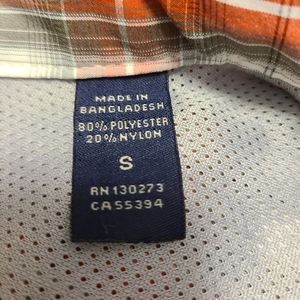 MADE IN
BANGLADESH
80% POLYESTER
20% NYLON
S
RN 130273
CA55394